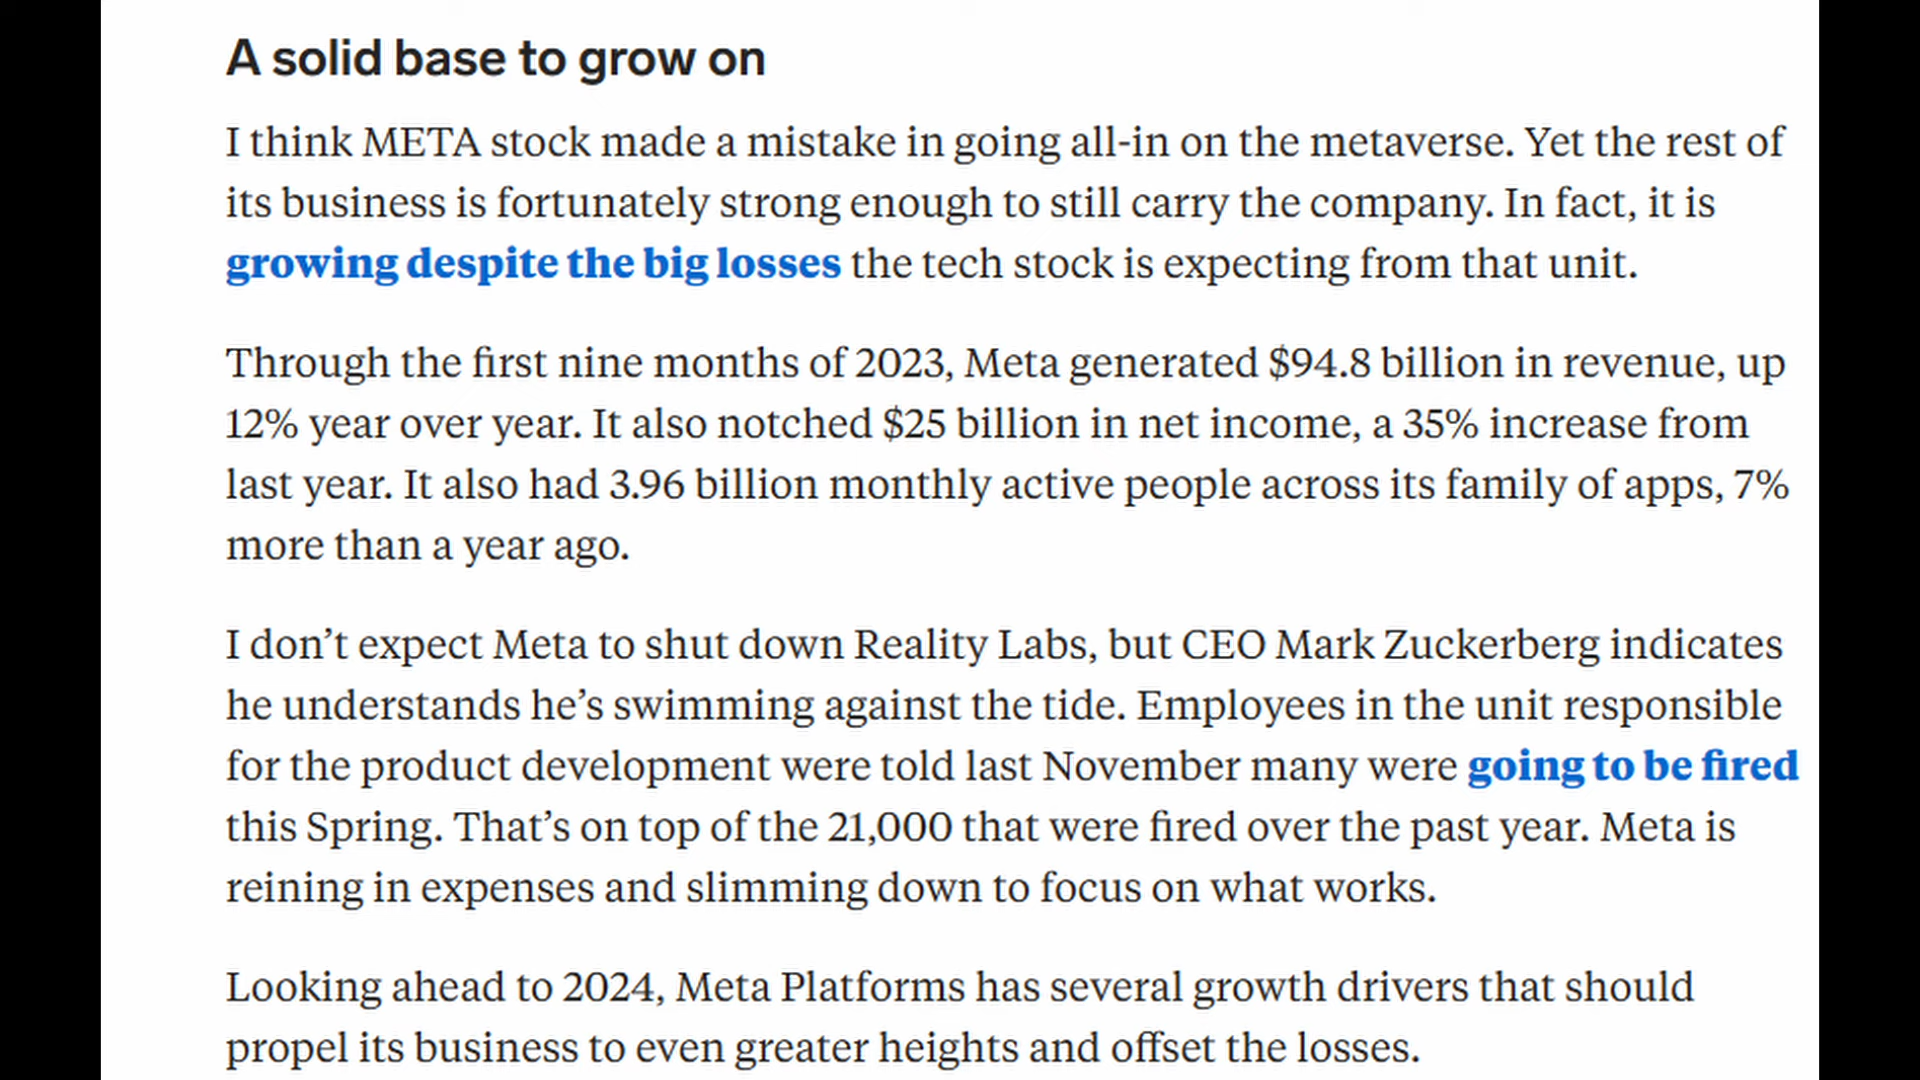 A solid base to grow on
I think META stock made a mistake in going all-in on the metaverse. Yet the rest of
its business is fortunately strong enough to still carry the company. In fact, it is
growing despite the big losses the tech stock is expecting from that unit.
Through the first nine months of 2023, Meta generated $94.8 billion in revenue, up
12% year over year. It also notched $25 billion in net income, a 35% increase from
last year. It also had 3.96 billion monthly active people across its family of apps, 7%
more than a year ago.
I don’t expect Meta to shut down Reality Labs, but CEO Mark Zuckerberg indicates
he understands he’s swimming against the tide. Employees in the unit responsible
for the product development were told last November many were going to be fired
this Spring. That’s on top of the 21,000 that were fired over the past year. Meta is
reining in expenses and slimming down to focus on what works.
Looking ahead to 2024, Meta Platforms has several growth drivers that should
propel its business to even greater heights and offset the losses.